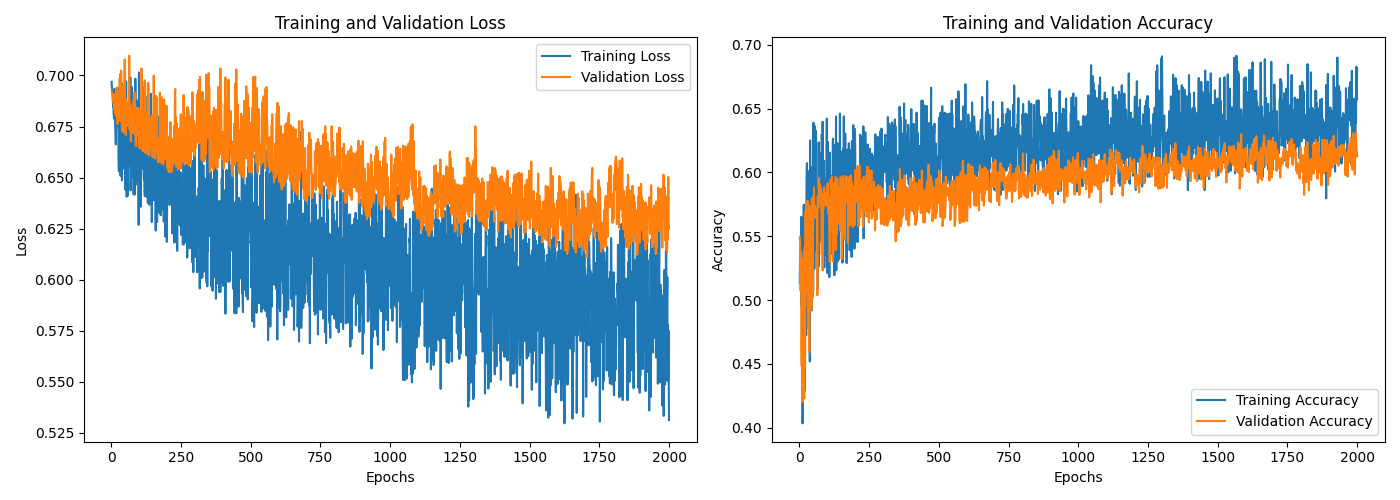 Training and Validation Loss
Training Loss
Validation Loss
0.700
0.675
0.650
0.625
0.600
0.575
0.550
0.525
Loss
0 250 500 750 1000 1250 1500 1750 2000
Epochs
Training and Validation Accuracy
0.70
0.65
0.60
0.55
0.50
0.45
0.40
Accuracy
Training Accuracy
Validation Accuracy
0 250 500 750 1000 1250 1500 1750 2000
Epochs